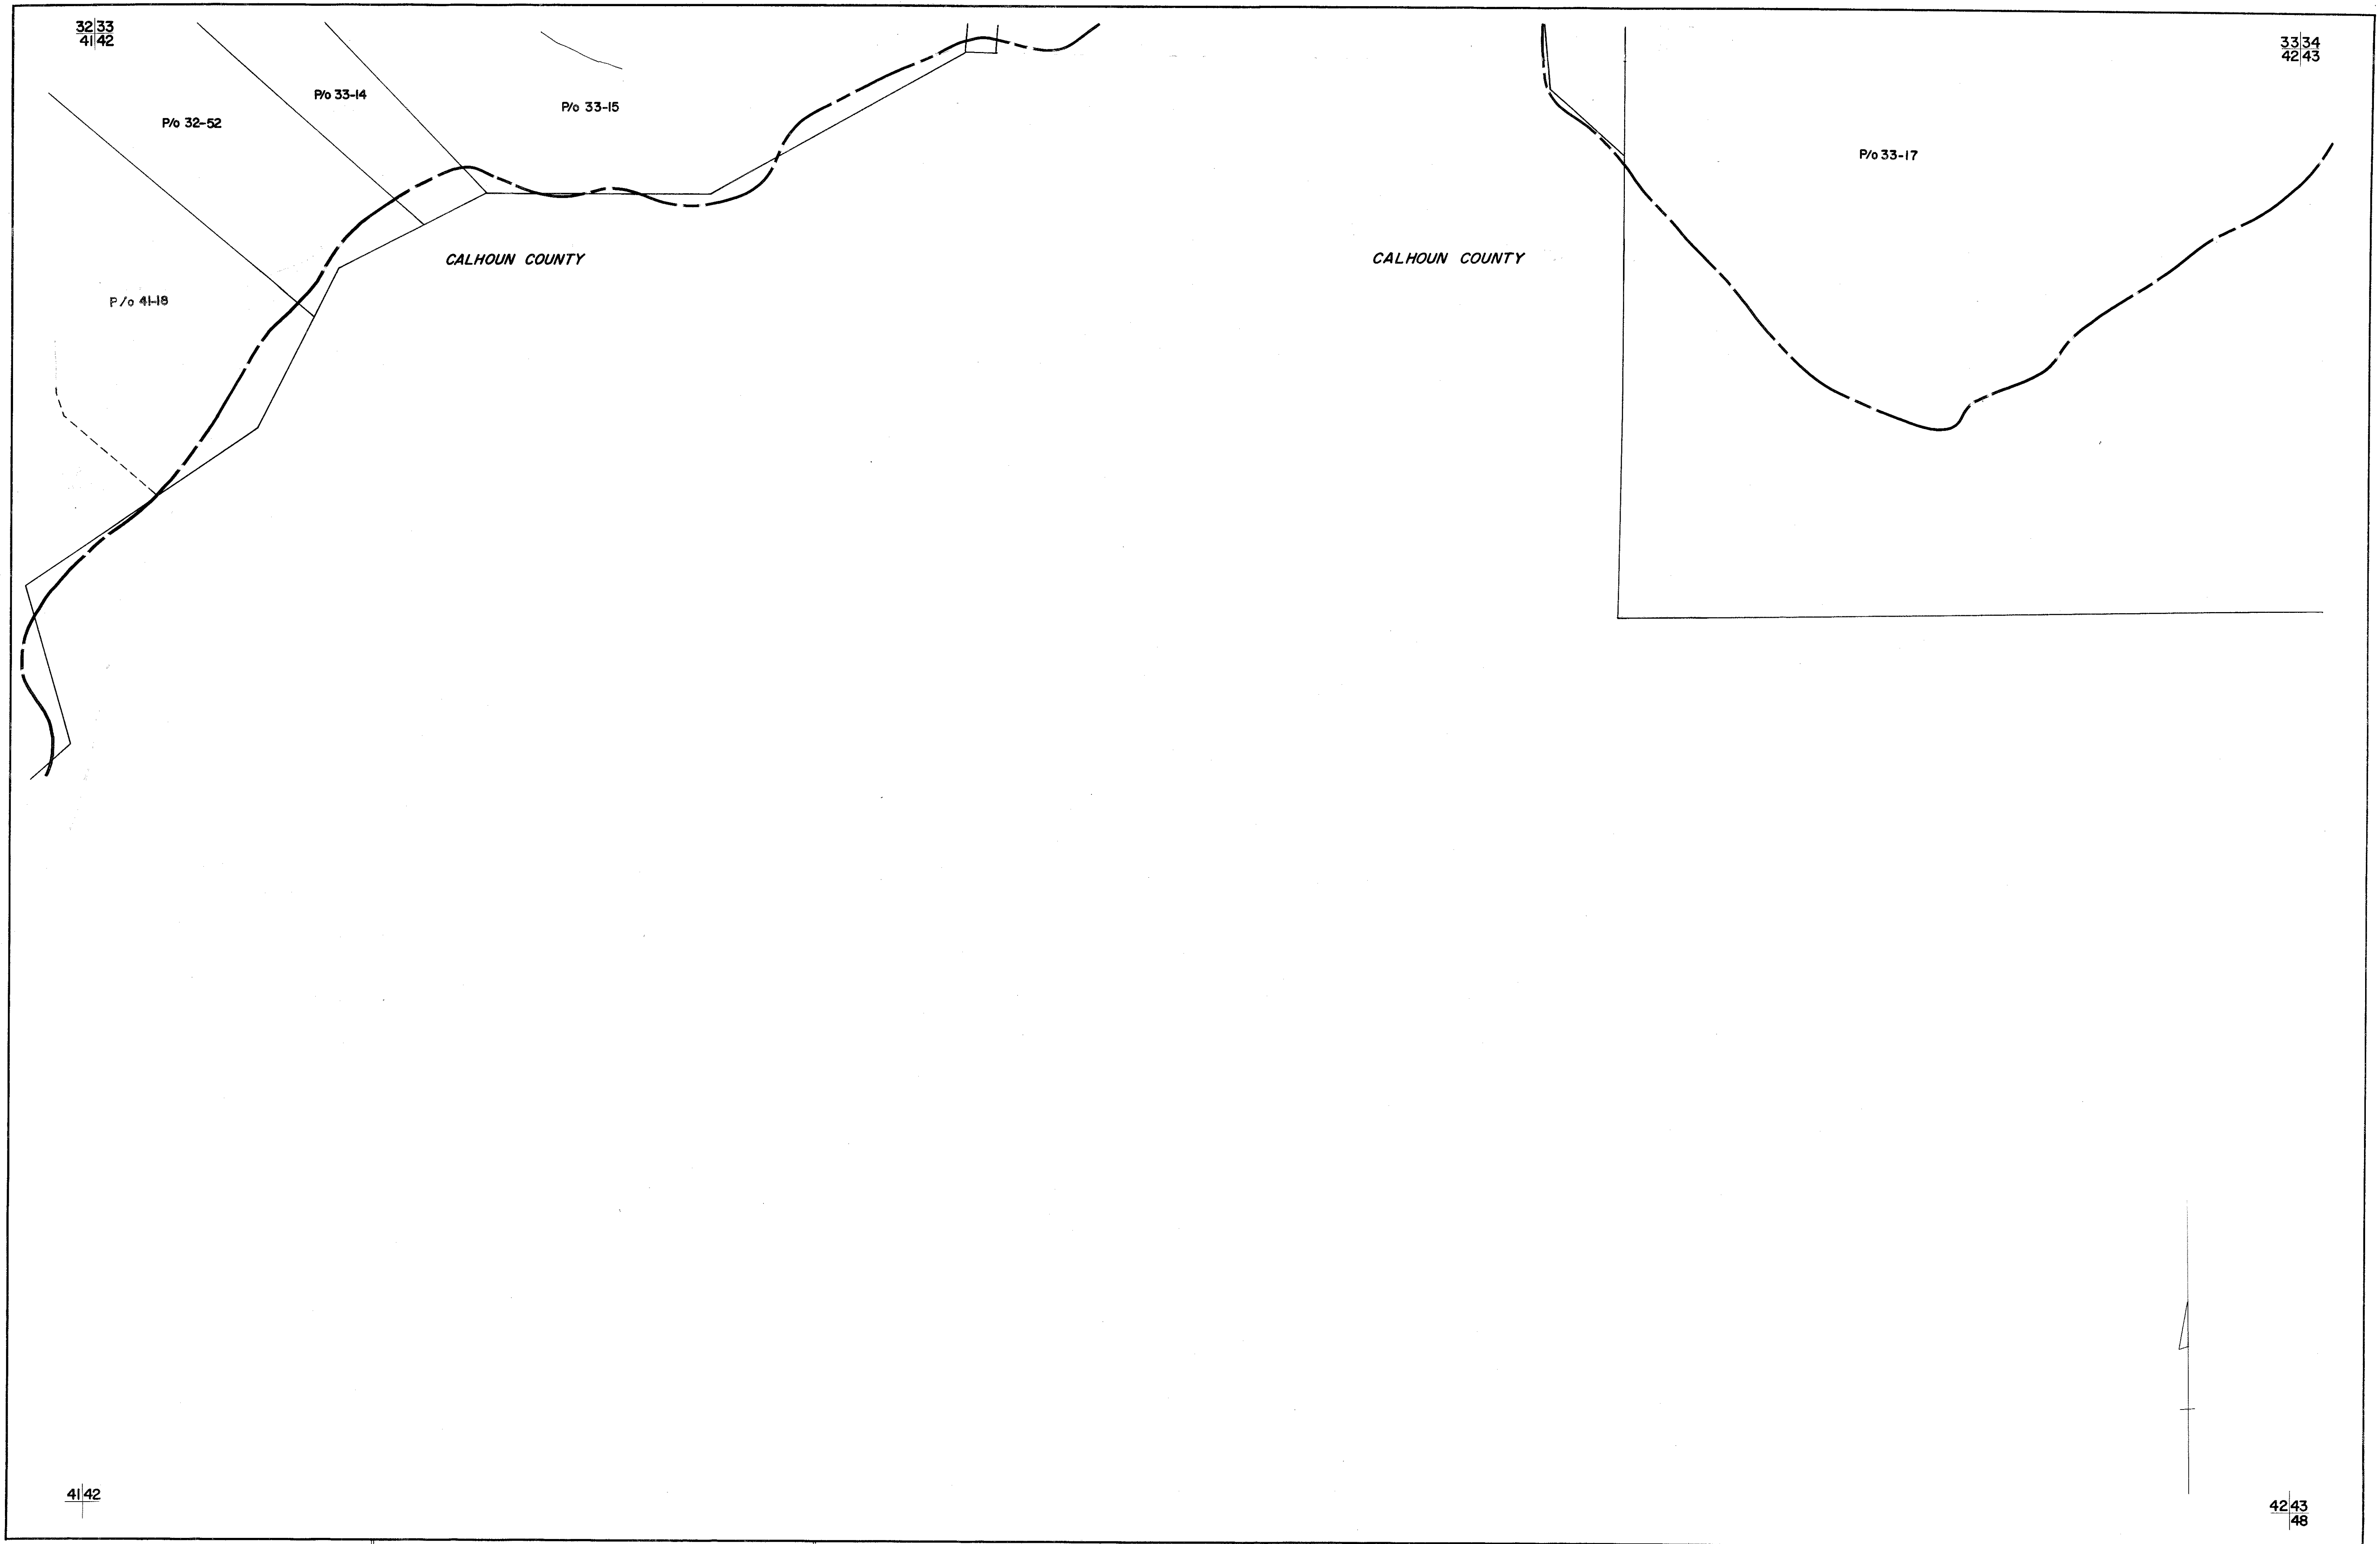 32 33
41 42
33 34
42 43
P/o 33-14
P/o 33-15
P/o 32-52
P/o 33-17
CALHOUN COUNTY
CALHOUN COUNTY
P/o 41-18
41 42
42 43
48